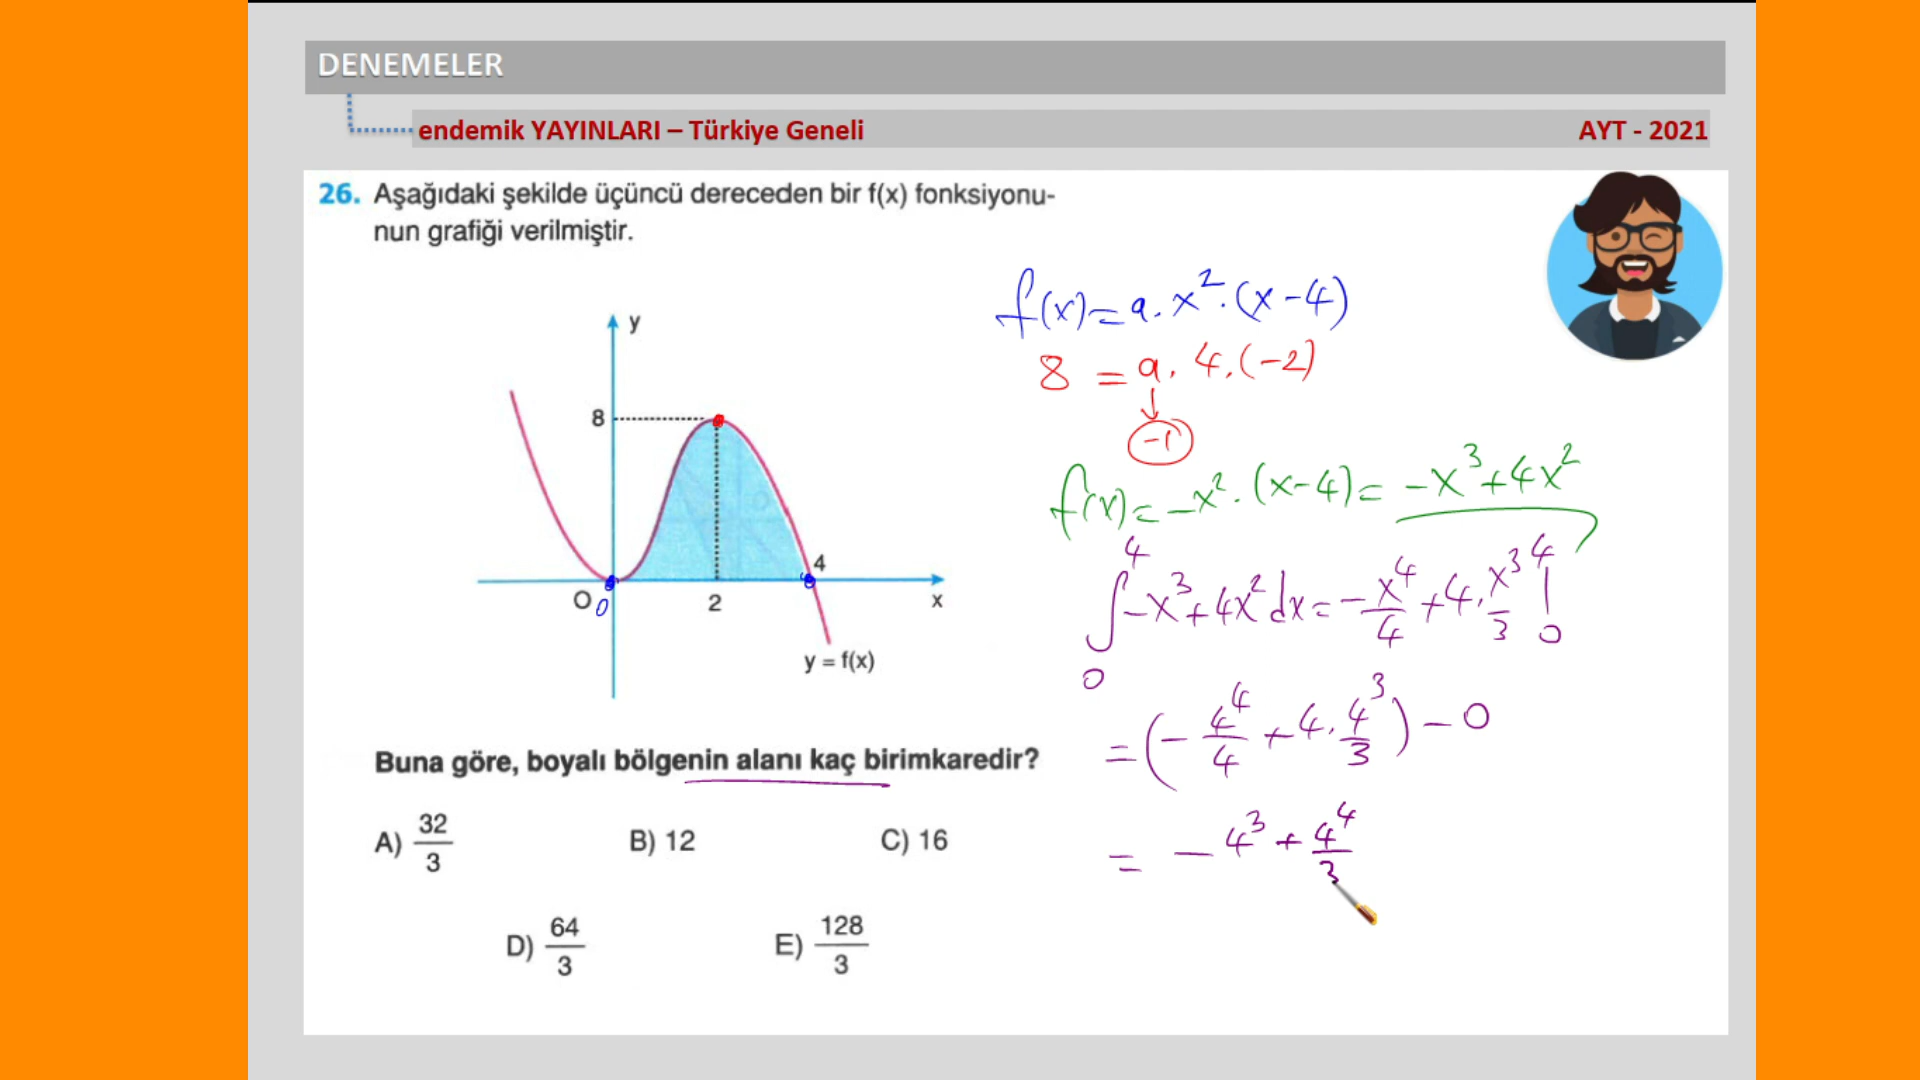 DENEMELER
endemik YAYINLARI – Türkiye Geneli
AYT - 2021
26. Aşağıdaki şekilde üçüncü dereceden bir f(x) fonksiyonu-
nun grafiği verilmiştir.
y
8
4
O
0
2
x
y = f(x)
Buna göre, boyalı bölgenin alanı kaç birimkaredir?
A) 32/3
B) 12
C) 16
D) 64/3
E) 128/3
f(x) = a.x².(x-4)
8 = a.4.(-2)
-1
f(x) = -x².(x-4) = -x³+4x²
∫₀⁴ -x³+4x² dx = -x⁴/4 + 4.x³/3 |₀⁴
= (-4⁴/4 + 4.4³/3) - 0
= -4³ + 4⁴/3